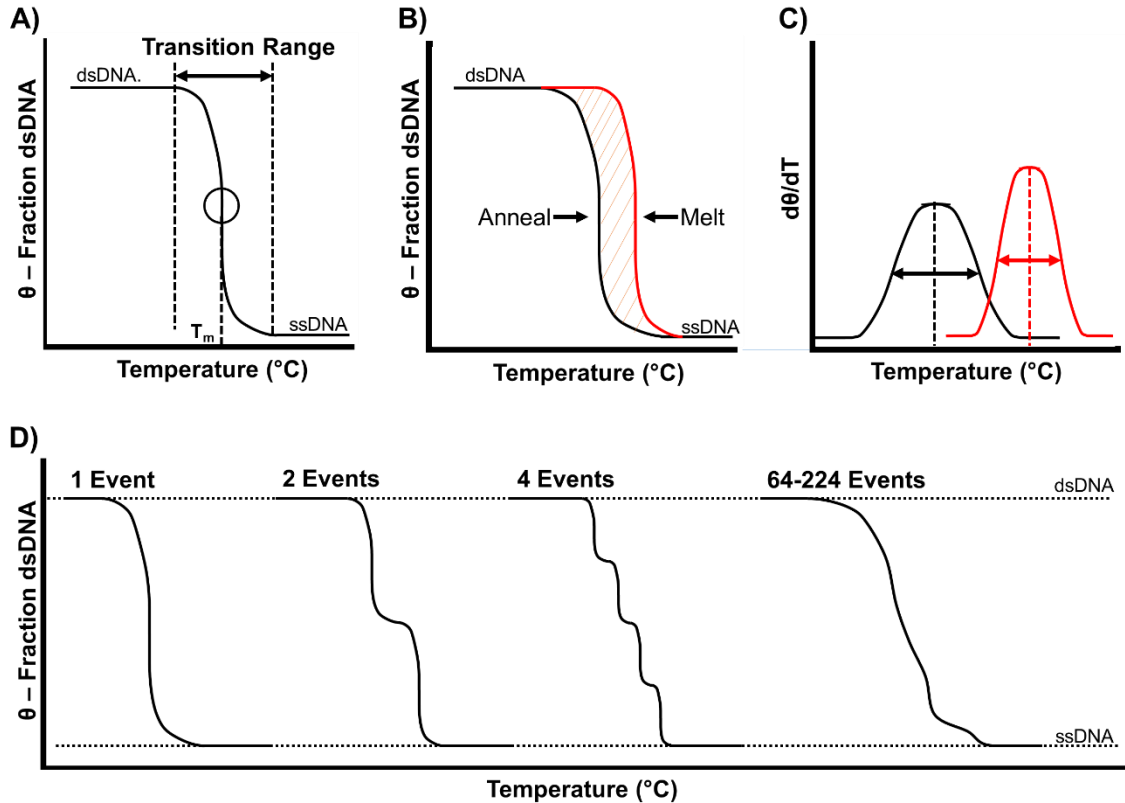 A)
Transition Range
dsDNA.
ssDNA
Tm
θ – Fraction dsDNA
Temperature (°C)
B)
dsDNA
Anneal
Melt
ssDNA
θ – Fraction dsDNA
Temperature (°C)
C)
dθ/dT
Temperature (°C)
D)
1 Event
2 Events
4 Events
64-224 Events
dsDNA
ssDNA
θ – Fraction dsDNA
Temperature (°C)